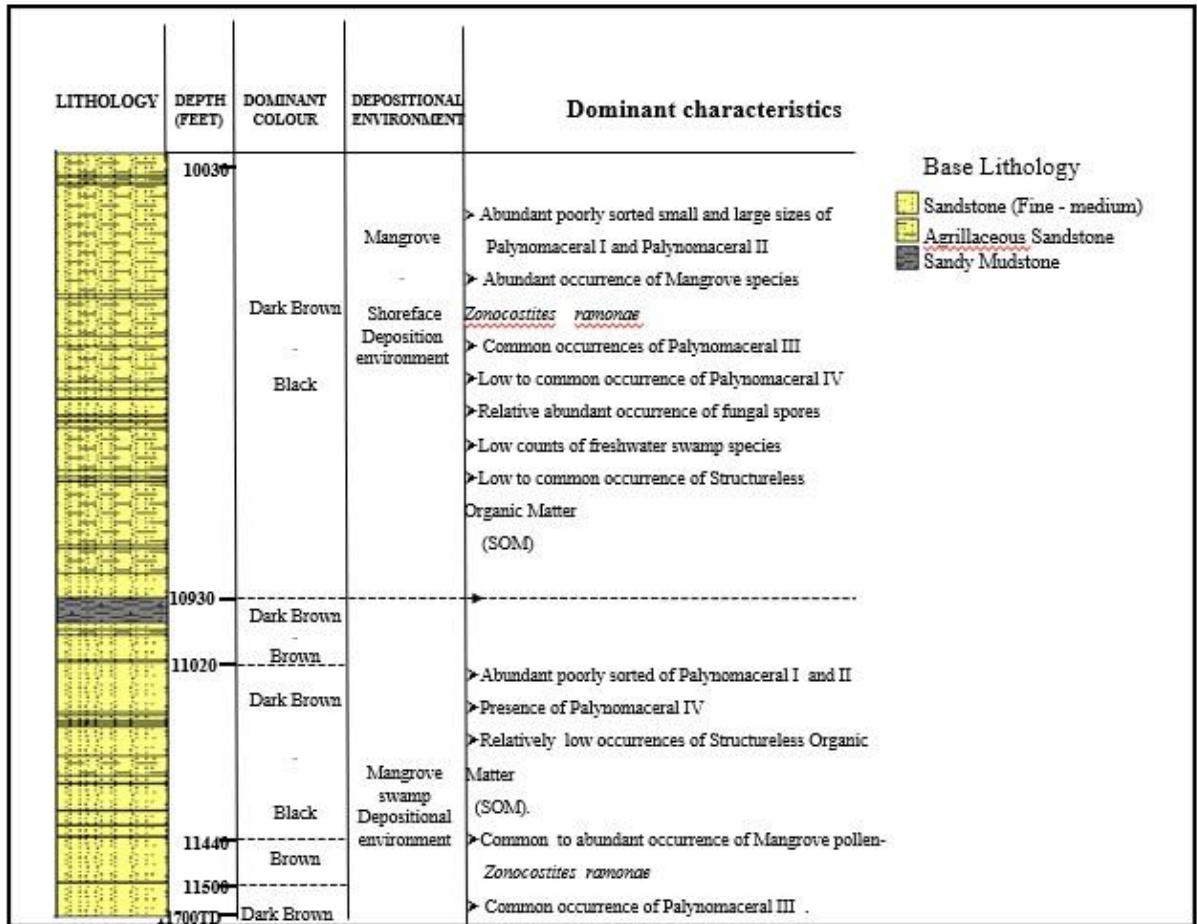 LITHOLOGY
DEPTH
(FEET)
DOMINANT
COLOUR
DEPOSITIONAL
ENVIRONMENT
Dominant characteristics
10030
10930
11020
11440
11500
11700TD
Dark Brown
-
Black
Dark Brown
-
Brown
Dark Brown
-
Black
Brown
Dark Brown
Mangrove
-
Shoreface
Deposition
environment
Mangrove
swamp
Depositional
environment
➢ Abundant poorly sorted small and large sizes of
Palynomaceral I and Palynomaceral II
➢ Abundant occurrence of Mangrove species
Zonocostites ramonae
➢ Common occurrences of Palynomaceral III
➢Low to common occurrence of Palynomaceral IV
➢Relative abundant occurrence of fungal spores
➢Low counts of freshwater swamp species
➢Low to common occurrence of Structureless
Organic Matter
(SOM)
➢Abundant poorly sorted of Palynomaceral I and II
➢Presence of Palynomaceral IV
➢Relatively low occurrences of Structureless Organic
Matter
(SOM).
➢Common to abundant occurrence of Mangrove pollen-
Zonocostites ramonae
➢ Common occurrence of Palynomaceral III .
Base Lithology
Sandstone (Fine - medium)
Agrillaceous Sandstone
Sandy Mudstone